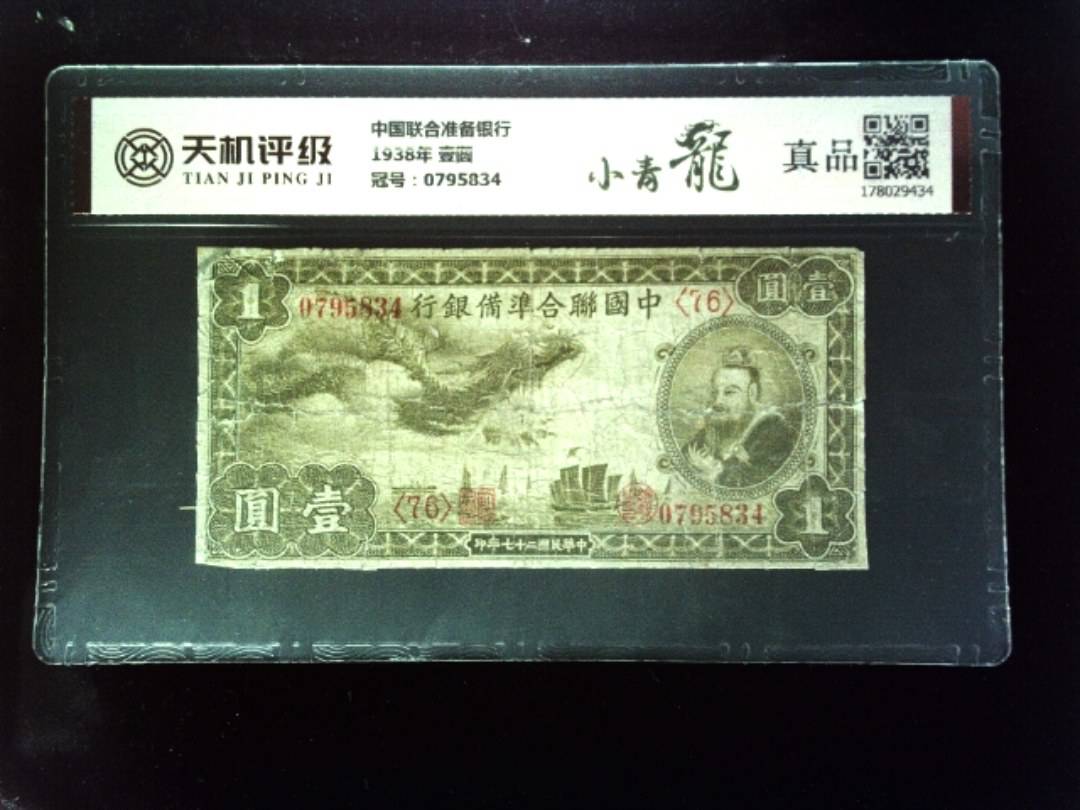 天机评级
TIAN JI PING JI
中国联合准备银行
1938年 壹圆
冠号：0795834
小青龍
真品
178029434
1
0795834
行銀備準合聯國中
〈76〉
圓壹
圓壹
〈76〉
0795834
1
印年七十二國民華中